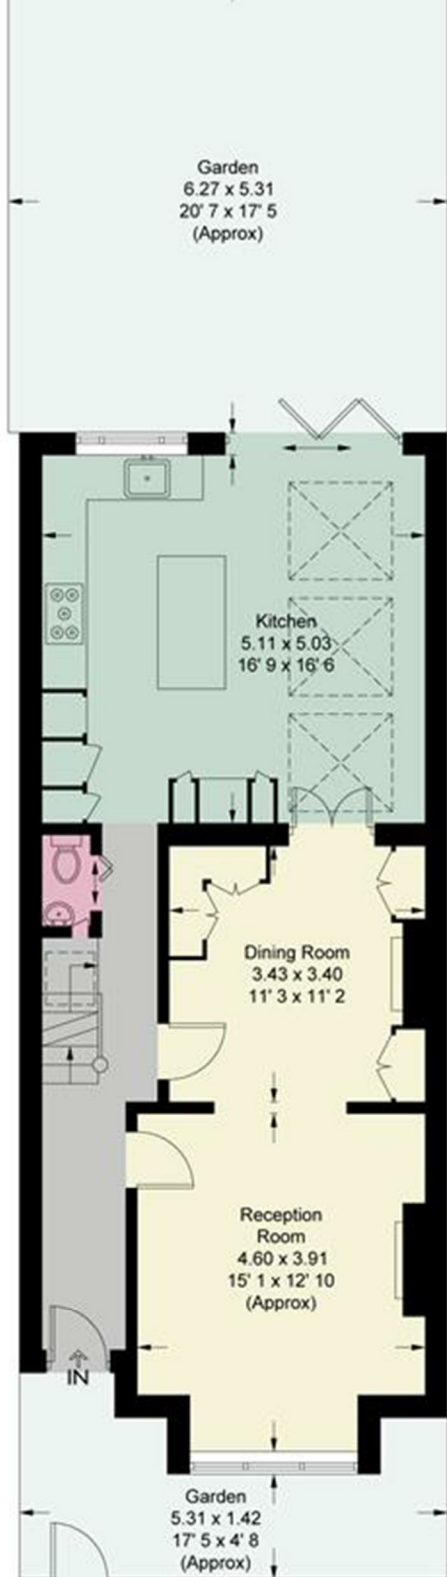 Garden
6.27 x 5.31
20' 7 x 17' 5
(Approx)
Kitchen
5.11 x 5.03
16' 9 x 16' 6
Dining Room
3.43 x 3.40
11' 3 x 11' 2
Reception
Room
4.60 x 3.91
15' 1 x 12' 10
(Approx)
IN
Garden
5.31 x 1.42
17' 5 x 4' 8
(Approx)